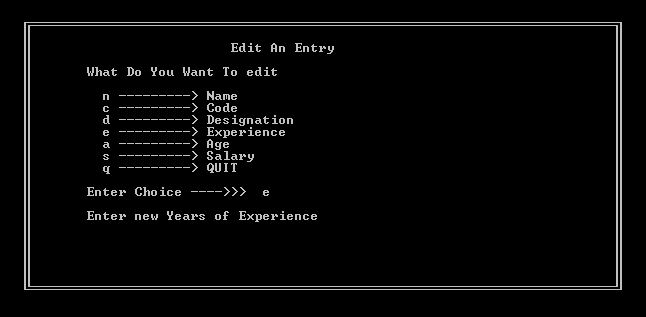 Edit An Entry
What Do You Want To edit
n ---------> Name
c ---------> Code
d ---------> Designation
e ---------> Experience
a ---------> Age
s ---------> Salary
q ---------> QUIT
Enter Choice ---->>> e
Enter new Years of Experience